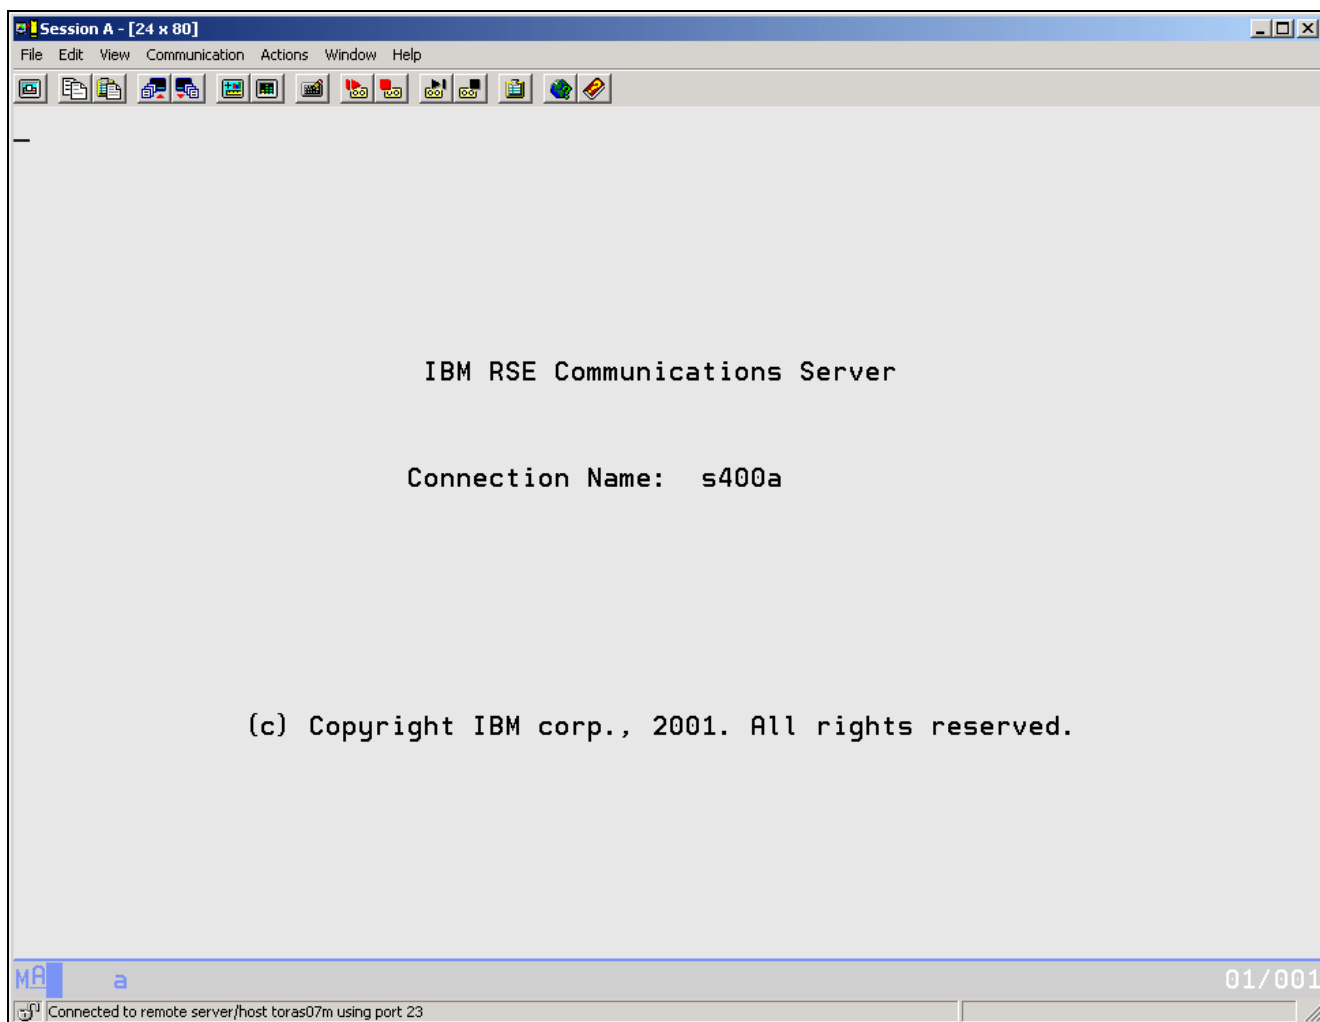 Session A - [24 x 80]
File Edit View Communication Actions Window Help
IBM RSE Communications Server
Connection Name: s400a
(c) Copyright IBM corp., 2001. All rights reserved.
MA a 01/001
Connected to remote server/host toras07m using port 23